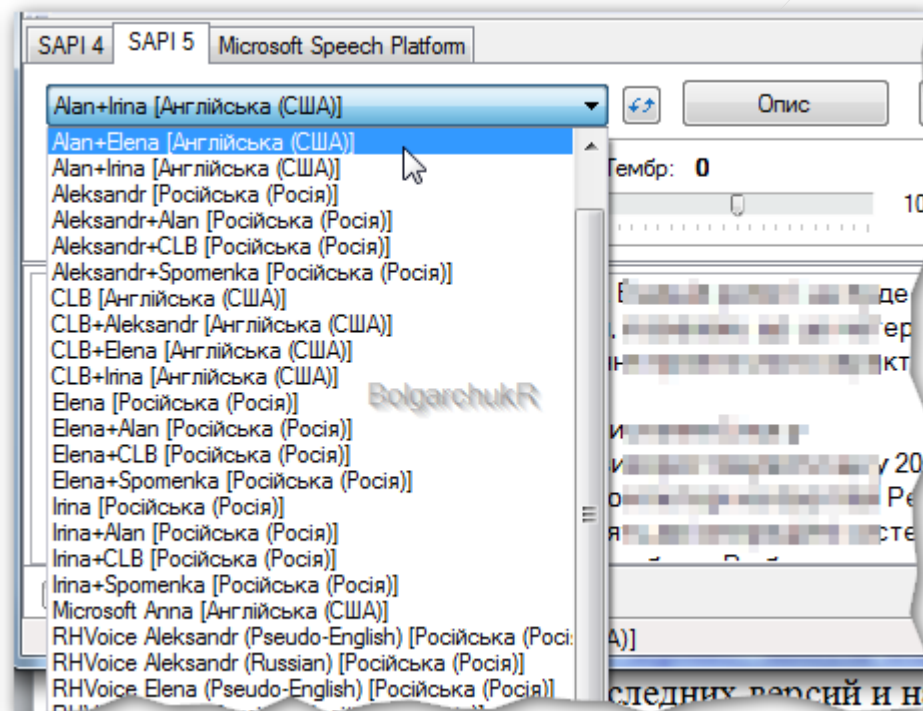 SAPI 4 SAPI 5 Microsoft Speech Platform
Alan+Irina [Англійська (США)] Опис
Alan+Elena [Англійська (США)]
Alan+Irina [Англійська (США)] Тембр: 0
Aleksandr [Російська (Росія)]
Aleksandr+Alan [Російська (Росія)] 10
Aleksandr+CLB [Російська (Росія)]
Aleksandr+Spomenka [Російська (Росія)]
CLB [Англійська (США)]
CLB+Aleksandr [Англійська (США)]
CLB+Elena [Англійська (США)]
CLB+Irina [Англійська (США)]
Elena [Російська (Росія)]
BolgarchukR
Elena+Alan [Російська (Росія)]
Elena+CLB [Російська (Росія)] у 20
Elena+Spomenka [Російська (Росія)]
Irina [Російська (Росія)]
Irina+Alan [Російська (Росія)]
Irina+CLB [Російська (Росія)]
Irina+Spomenka [Російська (Росія)]
Microsoft Anna [Англійська (США)]
RHVoice Aleksandr (Pseudo-English) [Російська (Росі: А)]
RHVoice Aleksandr (Russian) [Російська (Росія)]
RHVoice Elena (Pseudo-English) [Російська (Росія)] следних версий и н